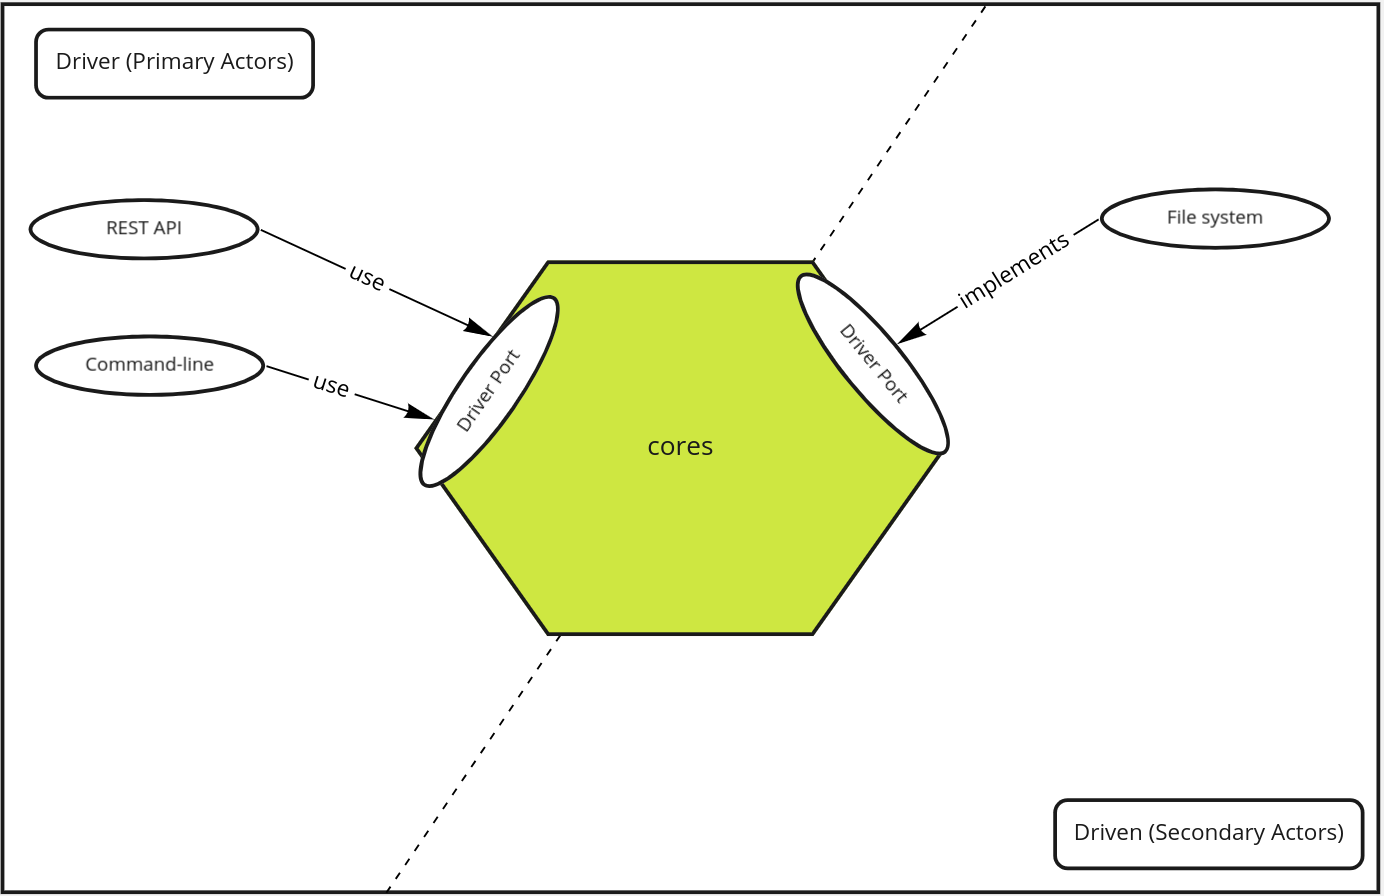 Driver (Primary Actors)
REST API
use
File system
implements
Command-line
use
Driver Port
Driver Port
cores
Driven (Secondary Actors)